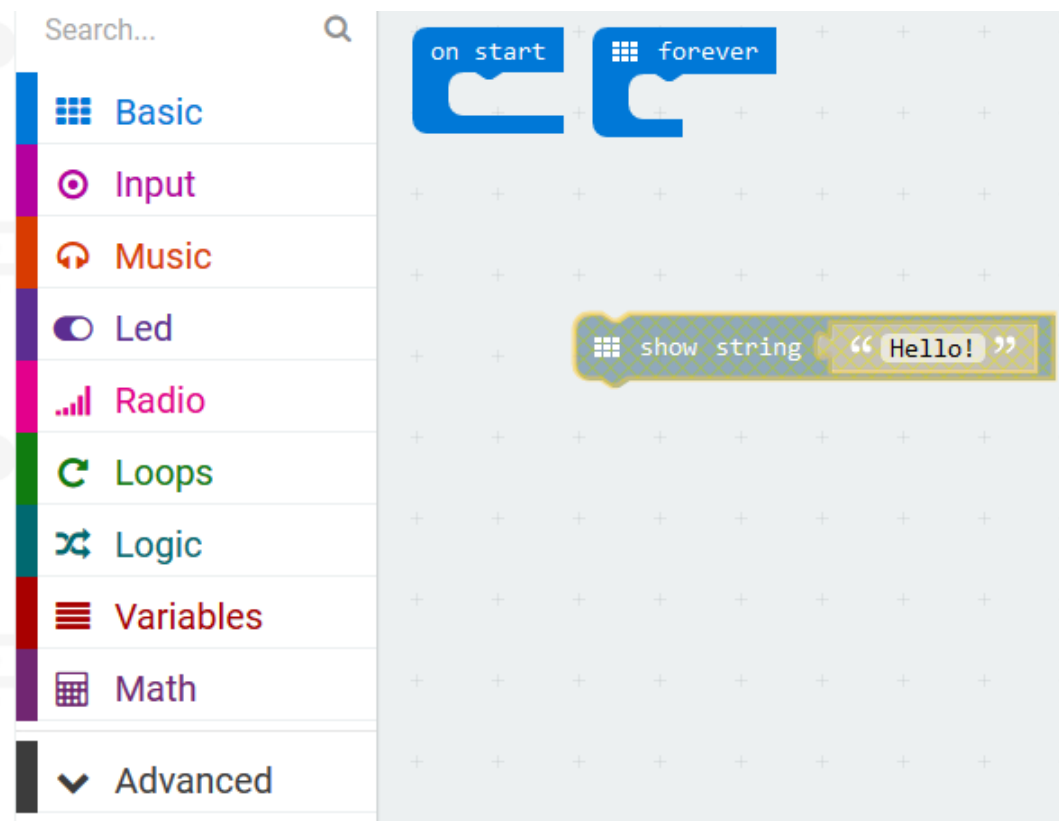 Search...
Basic
Input
Music
Led
Radio
Loops
Logic
Variables
Math
Advanced
on start
forever
show string “ Hello! ”